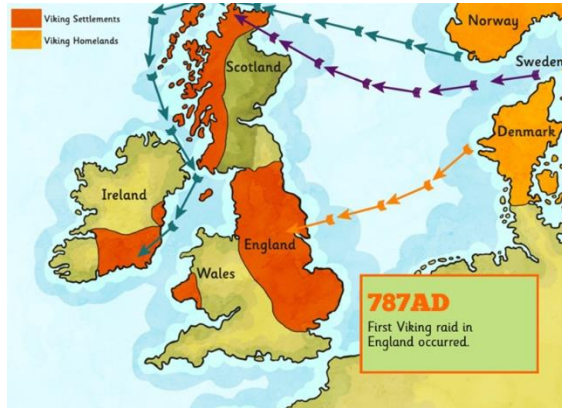 Viking Settlements
Viking Homelands
Norway
Sweden
Scotland
Denmark
Ireland
England
Wales
787AD
First Viking raid in
England occurred.